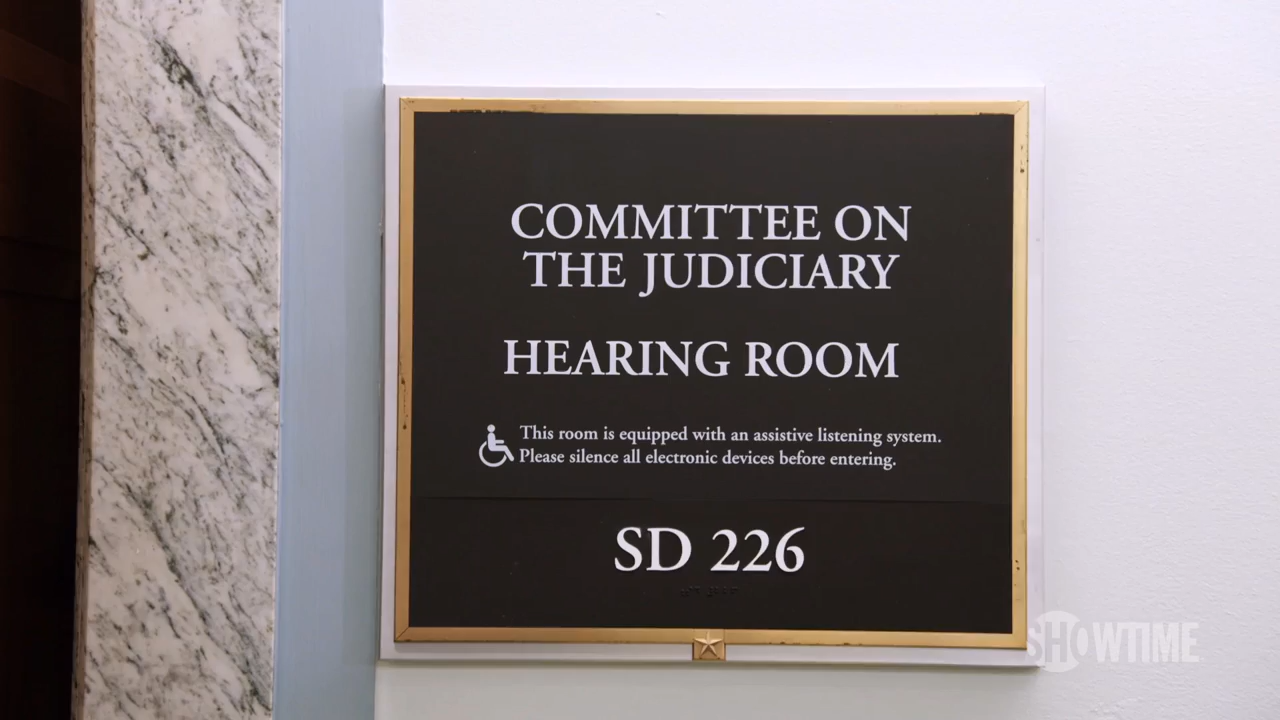 COMMITTEE ON
THE JUDICIARY
HEARING ROOM
This room is equipped with an assistive listening system.
Please silence all electronic devices before entering.
SD 226
SHOWTIME